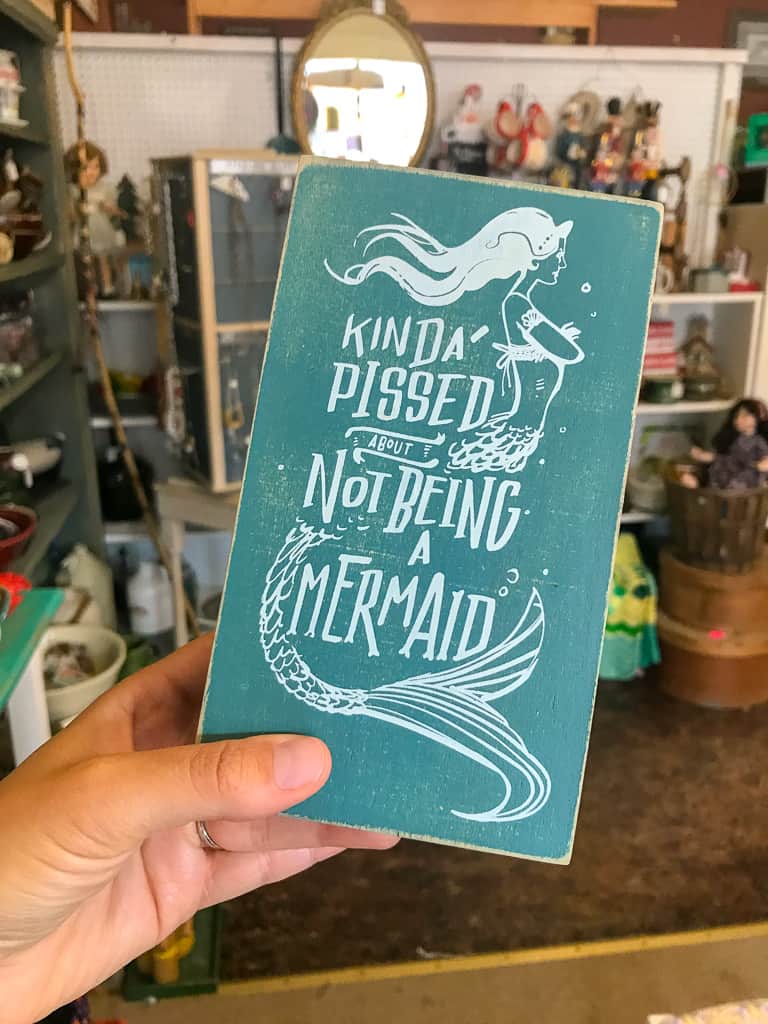 KINDA'
PISSED
ABOUT
NOT BEING
A
MERMAID